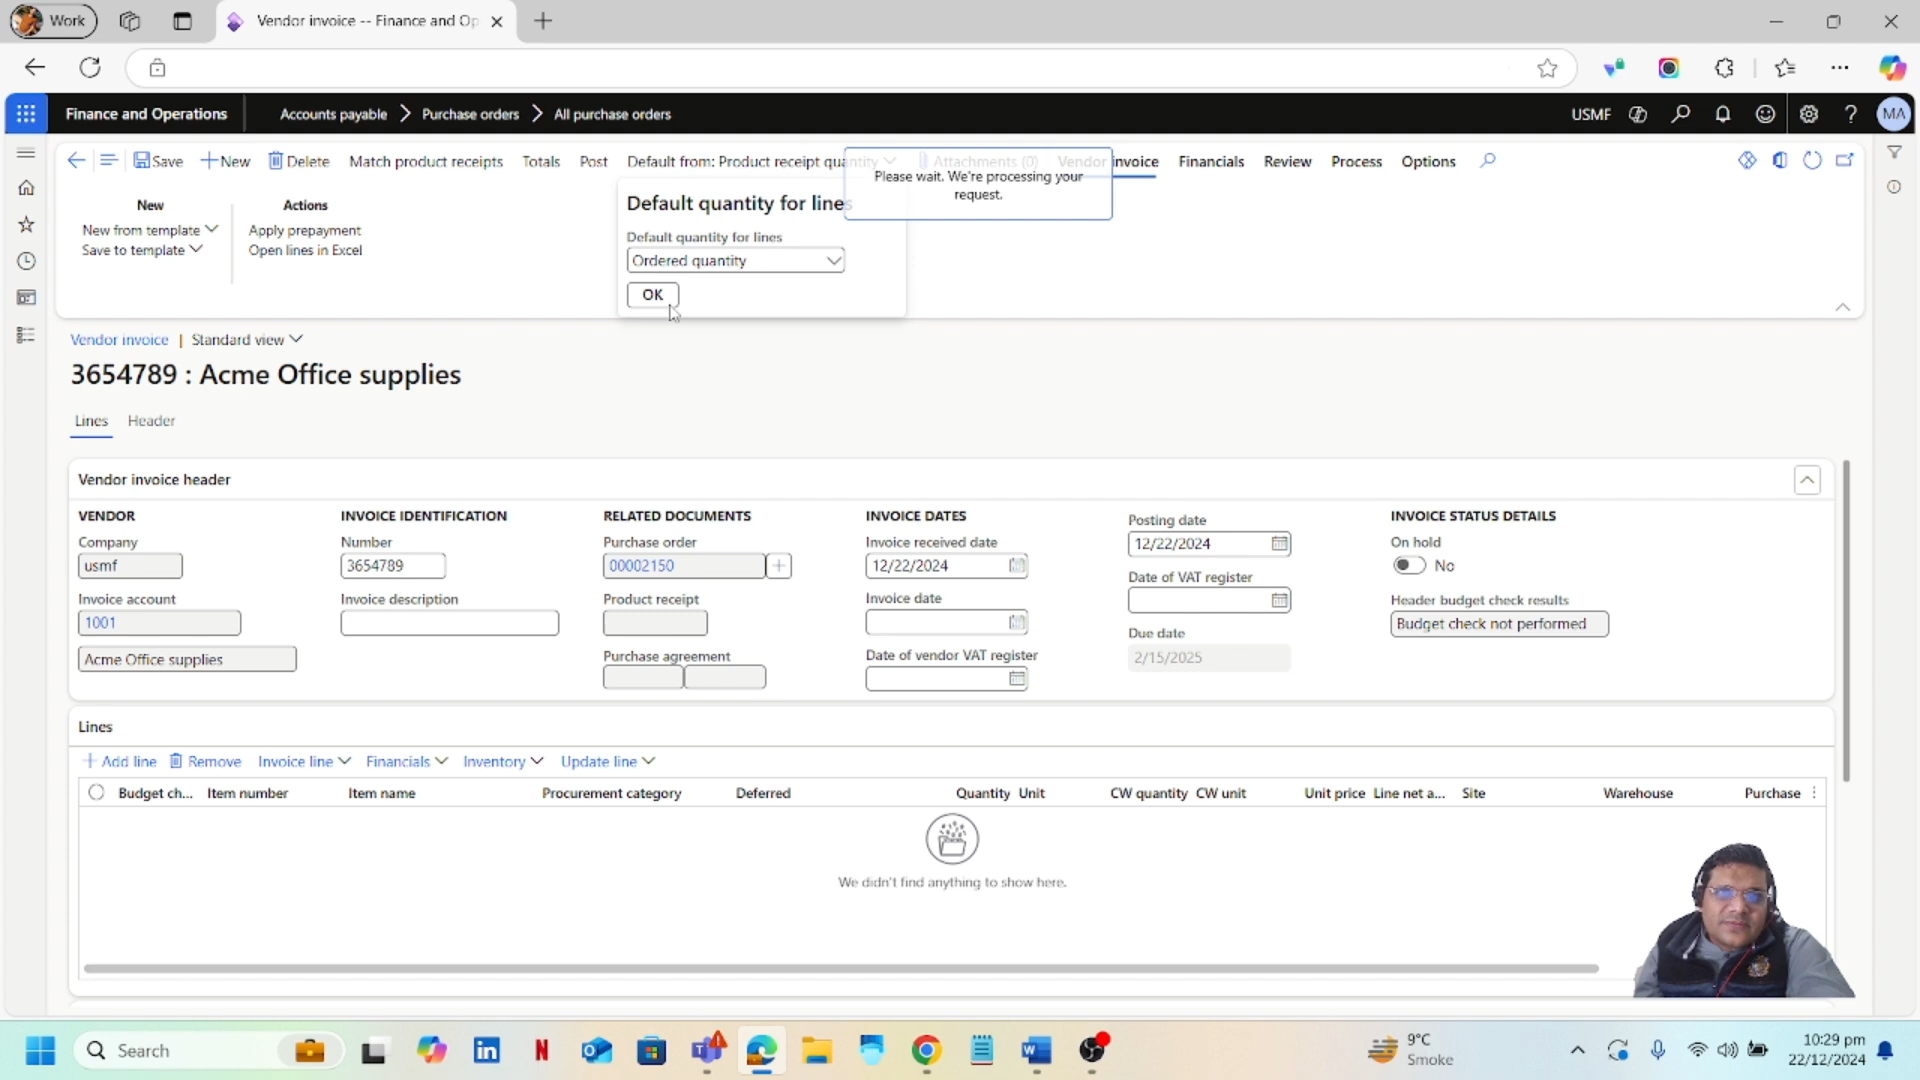 Work
Vendor invoice -- Finance and Op
Finance and Operations
Accounts payable
Purchase orders
All purchase orders
USMF
MA
Save
New
Delete
Match product receipts
Totals
Post
Default from: Product receipt quantity
Attachments (0)
Vendor invoice
Financials
Review
Process
Options
Please wait. We're processing your
request.
New
New from template
Save to template
Actions
Apply prepayment
Open lines in Excel
Default quantity for lines
Default quantity for lines
Ordered quantity
OK
Vendor invoice | Standard view
3654789 : Acme Office supplies
Lines
Header
Vendor invoice header
VENDOR
Company
usmf
Invoice account
1001
Acme Office supplies
INVOICE IDENTIFICATION
Number
3654789
Invoice description
RELATED DOCUMENTS
Purchase order
00002150
Product receipt
Purchase agreement
INVOICE DATES
Invoice received date
12/22/2024
Invoice date
Date of vendor VAT register
Posting date
12/22/2024
Date of VAT register
Due date
2/15/2025
INVOICE STATUS DETAILS
On hold
No
Header budget check results
Budget check not performed
Lines
Add line
Remove
Invoice line
Financials
Inventory
Update line
Budget ch...
Item number
Item name
Procurement category
Deferred
Quantity
Unit
CW quantity
CW unit
Unit price
Line net a...
Site
Warehouse
Purchase
We didn't find anything to show here.
Search
9°C
Smoke
10:29 pm
22/12/2024